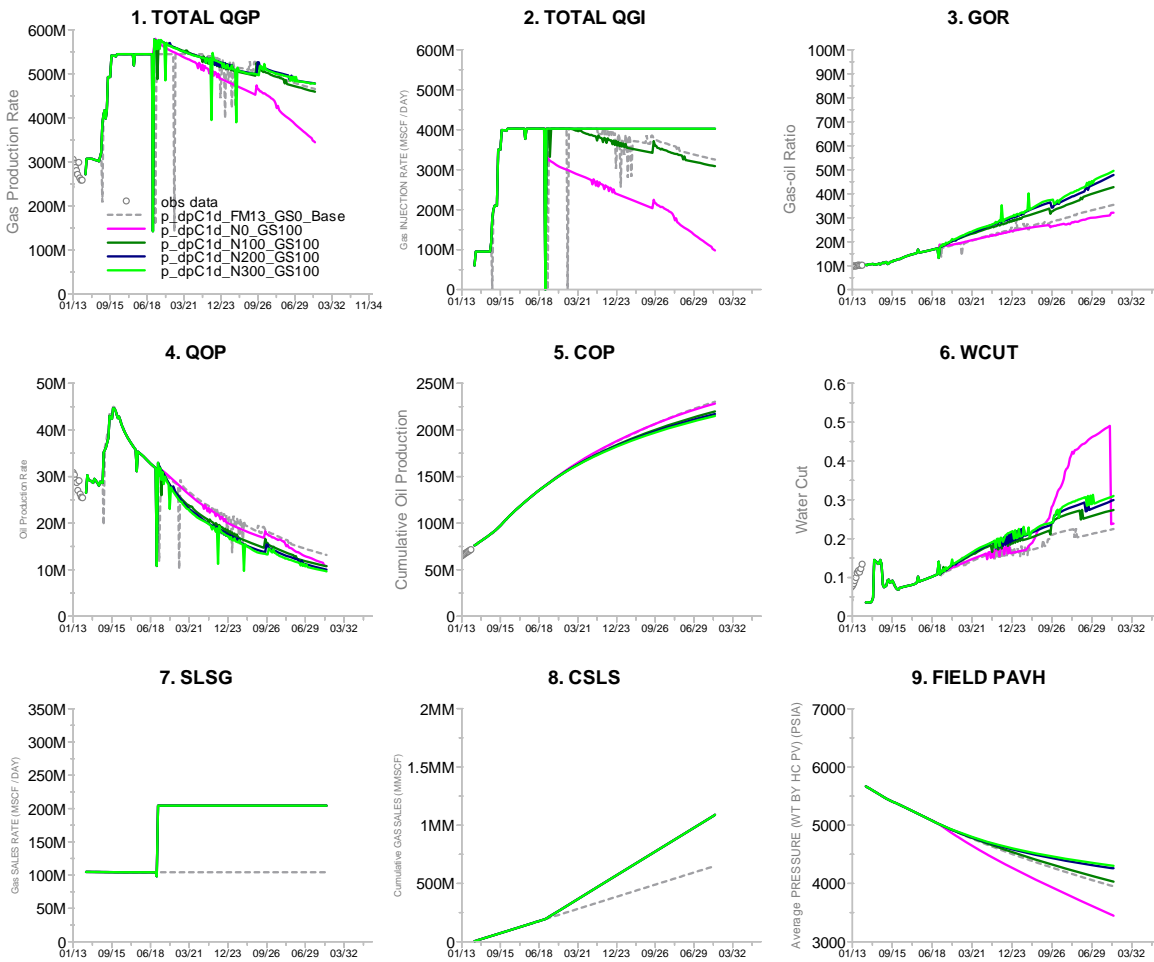 1. TOTAL QGP
Gas Production Rate
600M
500M
400M
300M
200M
100M
0
01/13 09/15 06/18 03/21 12/23 09/26 06/29 03/32 11/34
obs data
p_dpC1d_FM13_GS0_Base
p_dpC1d_N0_GS100
p_dpC1d_N100_GS100
p_dpC1d_N200_GS100
p_dpC1d_N300_GS100
2. TOTAL QGI
Gas INJECTION RATE (MSCF / DAY)
600M
500M
400M
300M
200M
100M
0
01/13 09/15 06/18 03/21 12/23 09/26 06/29 03/32
3. GOR
Gas-oil Ratio
100M
90M
80M
70M
60M
50M
40M
30M
20M
10M
0
01/13 09/15 06/18 03/21 12/23 09/26 06/29 03/32
4. QOP
Oil Production Rate
50M
40M
30M
20M
10M
0
01/13 09/15 06/18 03/21 12/23 09/26 06/29 03/32
5. COP
Cumulative Oil Production
250M
200M
150M
100M
50M
0
01/13 09/15 06/18 03/21 12/23 09/26 06/29 03/32
6. WCUT
Water Cut
0.6
0.5
0.4
0.3
0.2
0.1
0
01/13 09/15 06/18 03/21 12/23 09/26 06/29 03/32
7. SLSG
Gas SALES RATE (MSCF / DAY)
350M
300M
250M
200M
150M
100M
50M
0
01/13 09/15 06/18 03/21 12/23 09/26 06/29 03/32
8. CSLS
Cumulative GAS SALES (MMSCF)
2MM
1.5MM
1MM
500M
0
01/13 09/15 06/18 03/21 12/23 09/26 06/29 03/32
9. FIELD PAVH
Average PRESSURE (WT BY HC PV) (PSIA)
7000
6000
5000
4000
3000
01/13 09/15 06/18 03/21 12/23 09/26 06/29 03/32